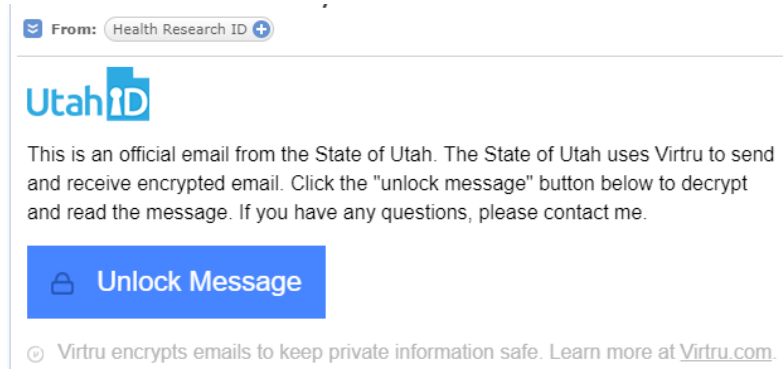 From: Health Research ID
Utah ID
This is an official email from the State of Utah. The State of Utah uses Virtru to send
and receive encrypted email. Click the "unlock message" button below to decrypt
and read the message. If you have any questions, please contact me.
Unlock Message
Virtru encrypts emails to keep private information safe. Learn more at Virtru.com.